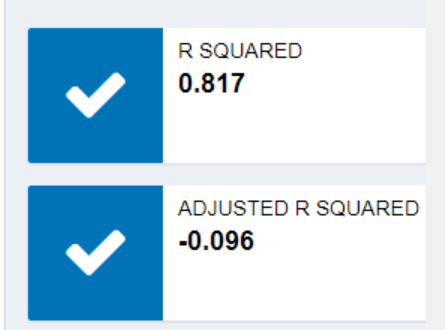 R SQUARED
0.817
ADJUSTED R SQUARED
-0.096